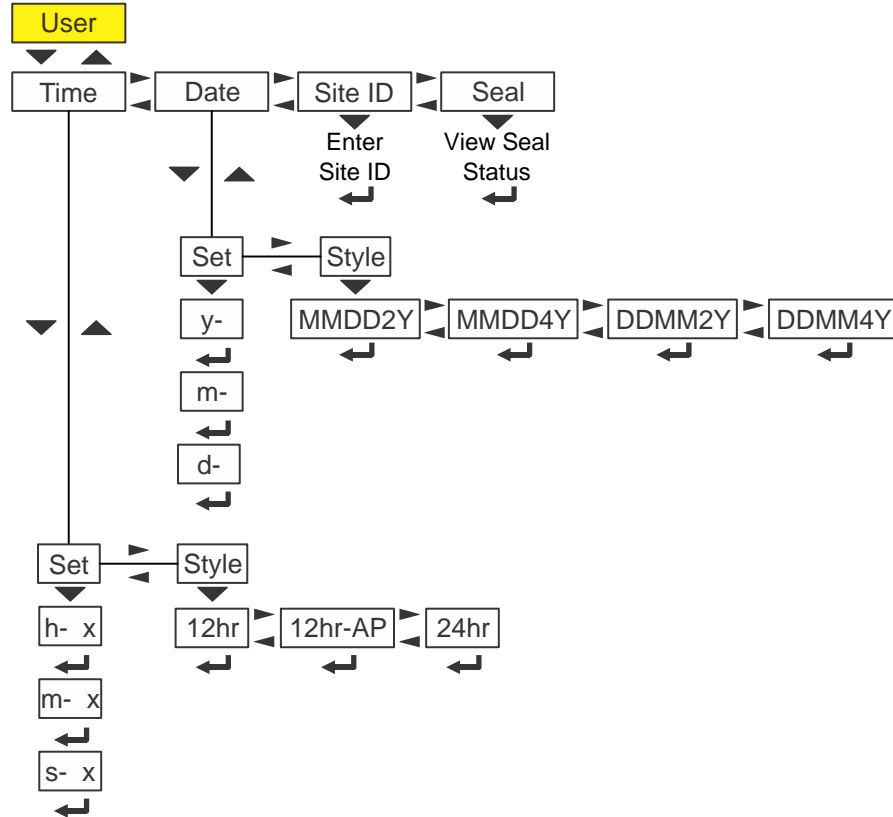 User
Time
Date
Site ID
Seal
Enter
Site ID
View Seal
Status
Set
Style
y-
MMDD2Y
MMDD4Y
DDMM2Y
DDMM4Y
m-
d-
Set
Style
h- x
12hr
12hr-AP
24hr
m- x
s- x